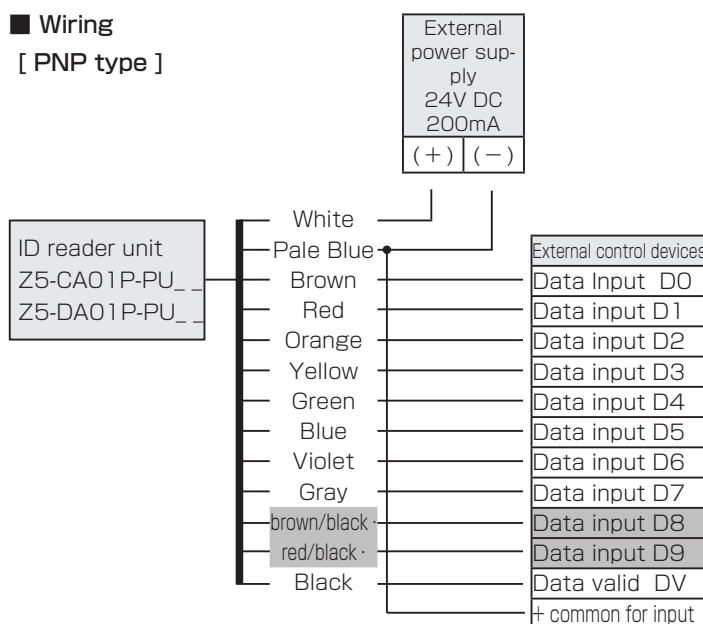 ■ Wiring
[ PNP type ]
External
power sup-
ply
24V DC
200mA
(+) (−)
ID reader unit
Z5-CA01P-PU_ _
Z5-DA01P-PU_ _
White
Pale Blue
Brown
Red
Orange
Yellow
Green
Blue
Violet
Gray
brown/black ·
red/black ·
Black
External control devices
Data Input D0
Data input D1
Data input D2
Data input D3
Data input D4
Data input D5
Data input D6
Data input D7
Data input D8
Data input D9
Data valid DV
+ common for input